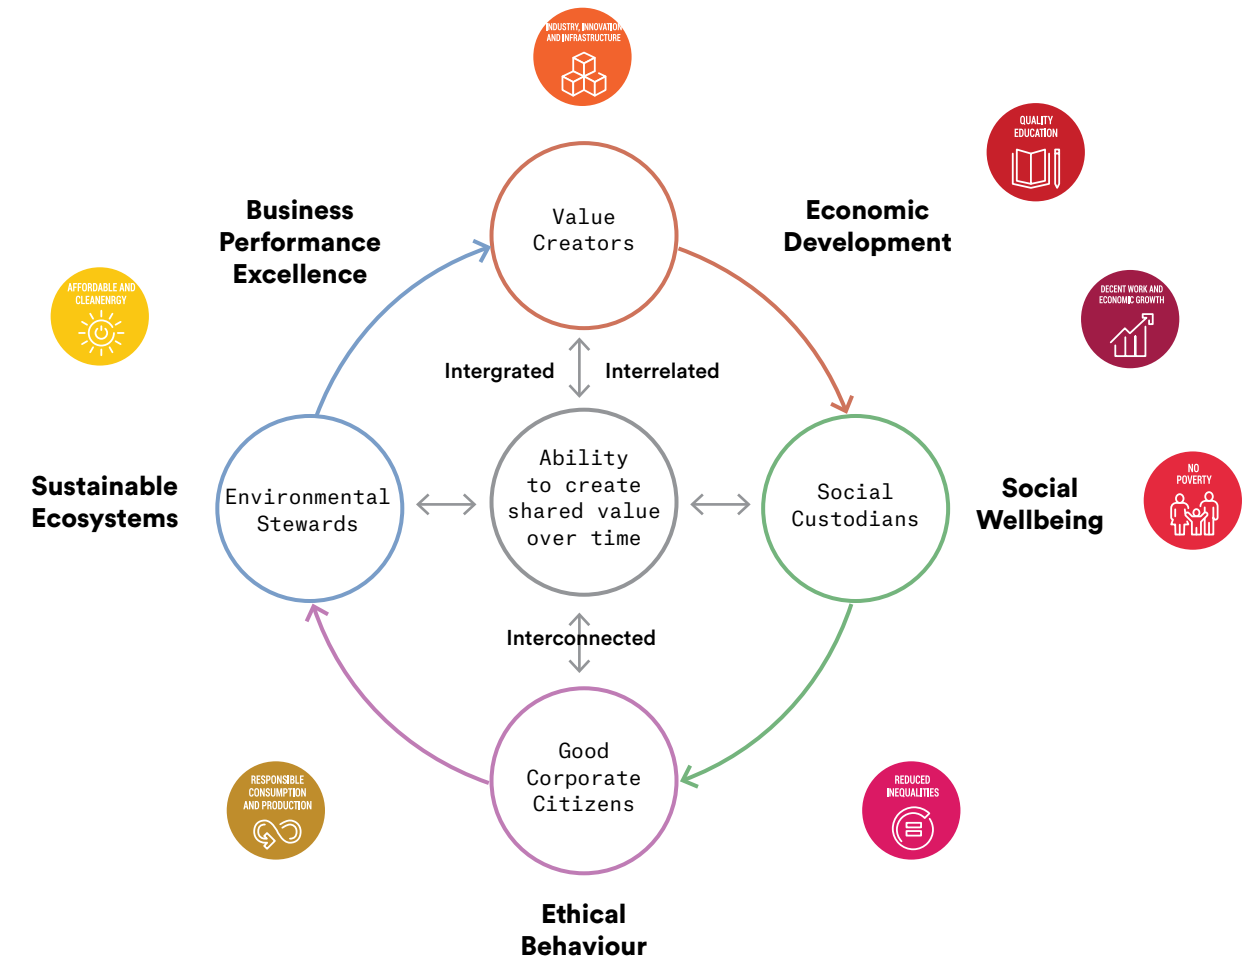 INDUSTRY, INNOVATION
AND INFRASTRUCTURE
QUALITY
EDUCATION
Business
Performance
Excellence
Value
Creators
Economic
Development
AFFORDABLE AND
CLEANENRGY
DECENT WORK AND
ECONOMIC GROWTH
Intergrated
Interrelated
Sustainable
Ecosystems
Environmental
Stewards
Ability
to create
shared value
over time
Social
Custodians
Social
Wellbeing
NO
POVERTY
Interconnected
Good
Corporate
Citizens
RESPONSIBLE
CONSUMPTION
AND PRODUCTION
REDUCED
INEQUALITIES
Ethical
Behaviour